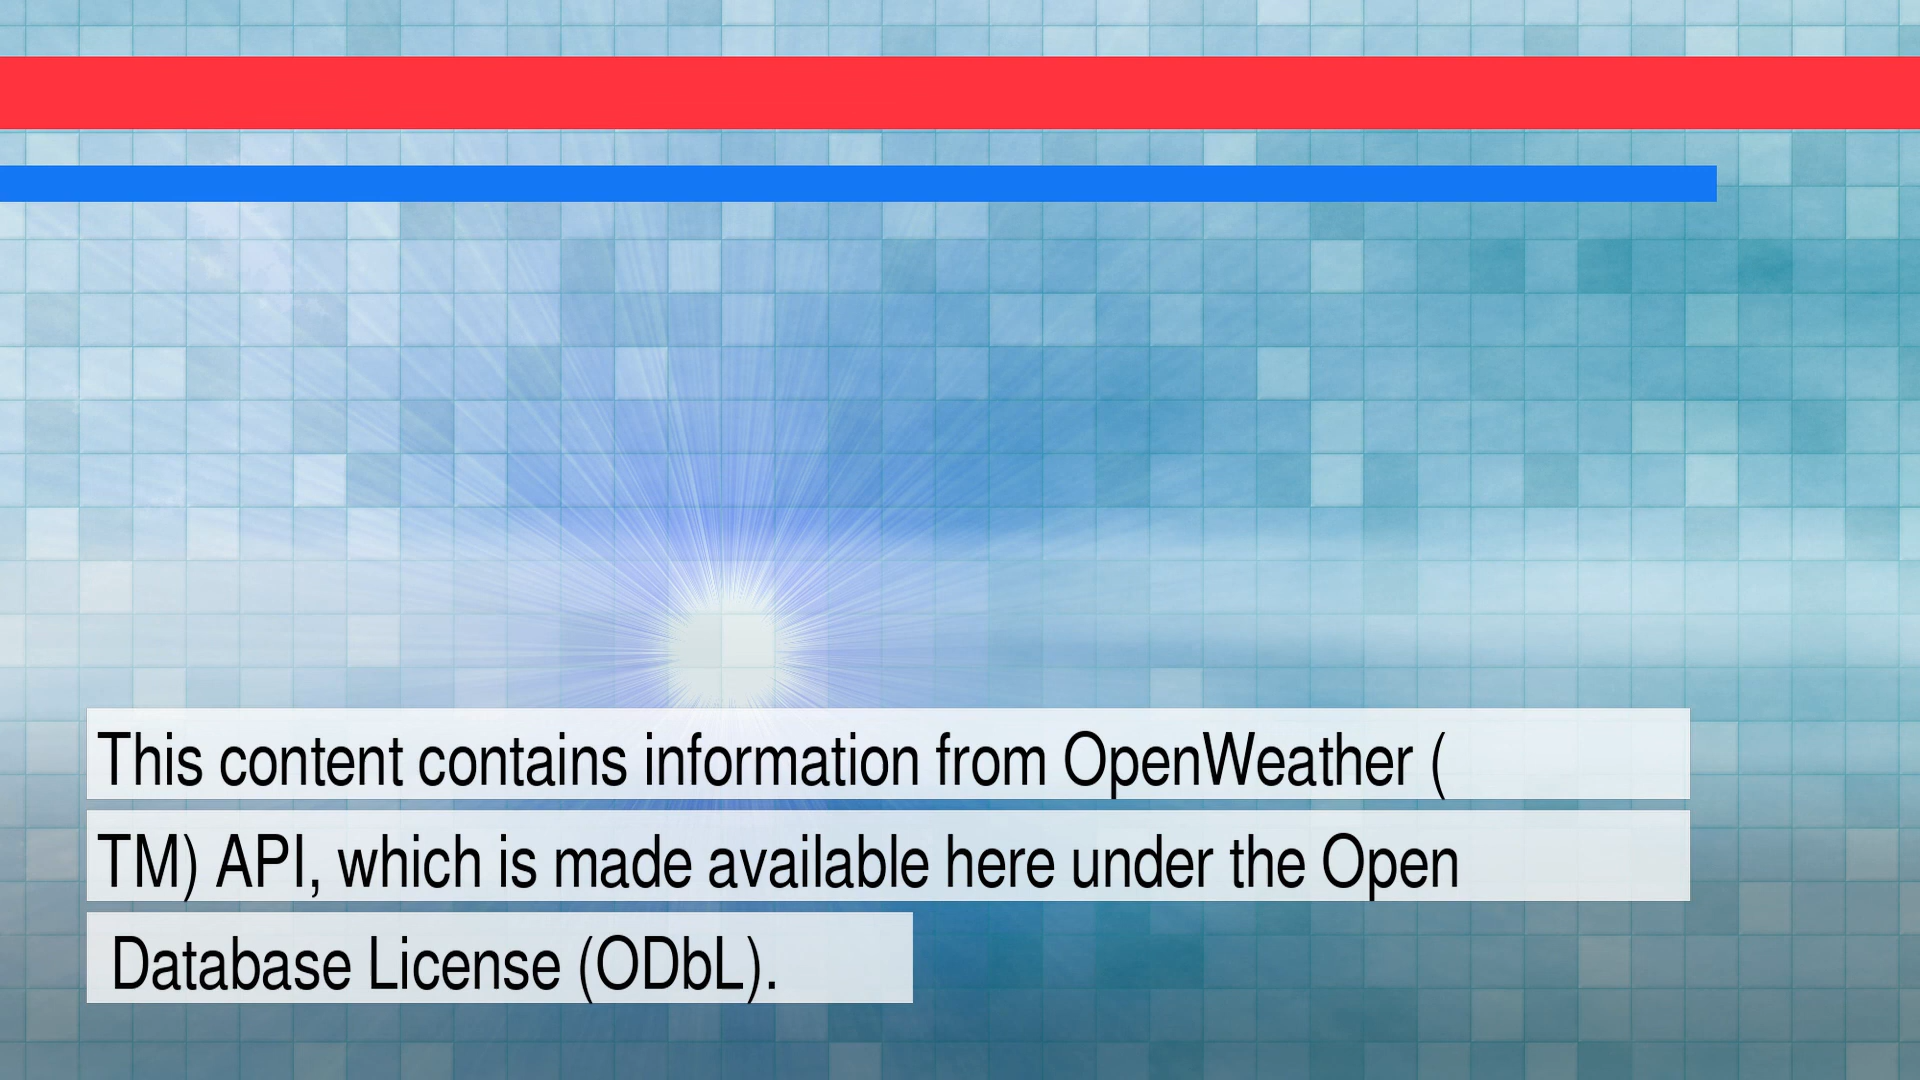 This content contains information from OpenWeather (
TM) API, which is made available here under the Open
Database License (ODbL).